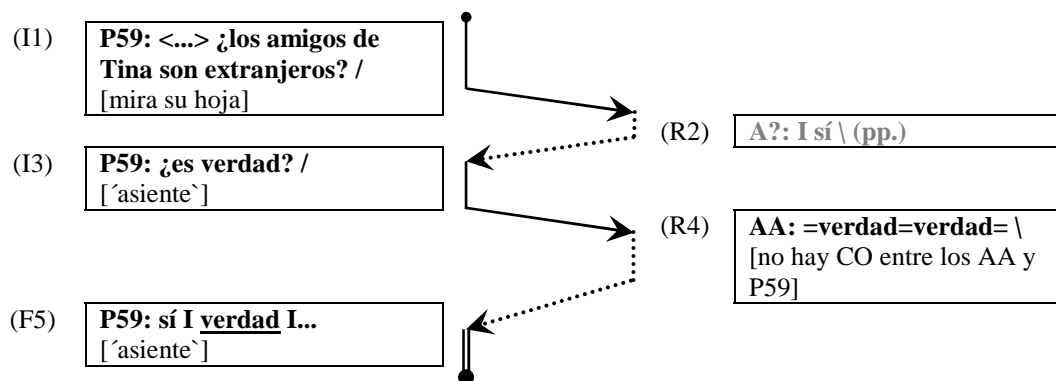 (I1)
P59: <...> ¿los amigos de
Tina son extranjeros? /
[mira su hoja]
(R2)
A?: I sí \ (pp.)
(I3)
P59: ¿es verdad? /
[´asiente`]
(R4)
AA: =verdad=verdad= \
[no hay CO entre los AA y
P59]
(F5)
P59: sí I verdad I...
[´asiente`]